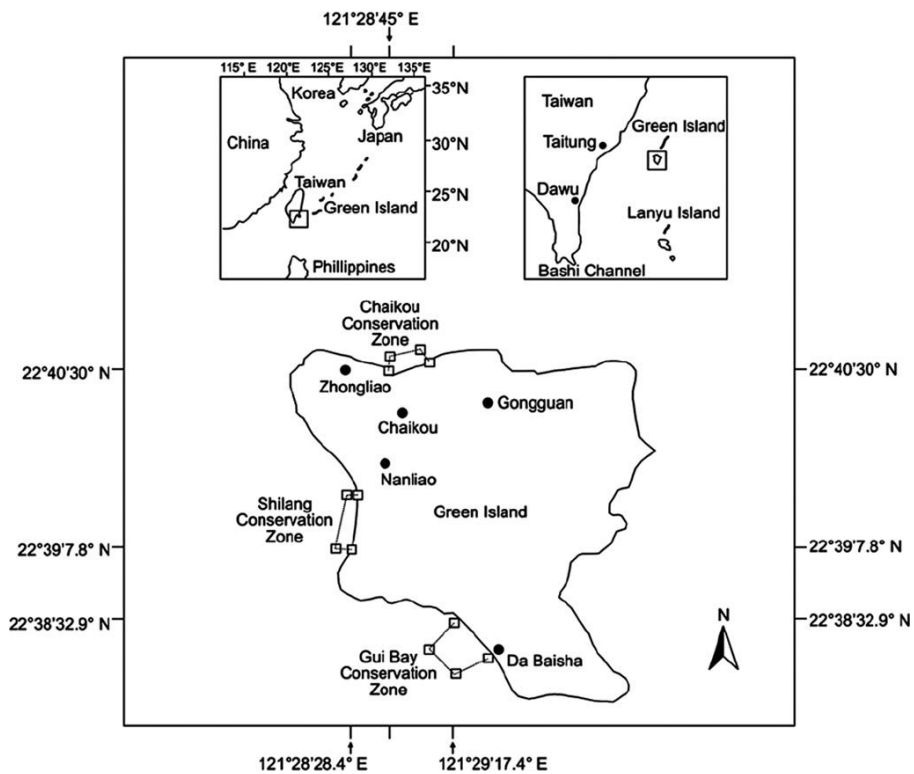 121°28'45" E
115° E 120°E 125°E 130°E 135°E
Korea
35°N
Japan
China
30°N
Taiwan
25°N
Green Island
20°N
Phillippines
Taiwan
Green Island
Taitung
Dawu
Lanyu Island
Bashi Channel
Chaikou
Conservation
Zone
22°40'30" N
22°40'30" N
Zhongliao
Gongguan
Chaikou
Nanliao
Shilang
Conservation
Zone
Green Island
22°39'7.8" N
22°39'7.8" N
22°38'32.9" N
22°38'32.9" N
N
Gui Bay
Conservation
Zone
Da Baisha
121°28'28.4" E
121°29'17.4" E